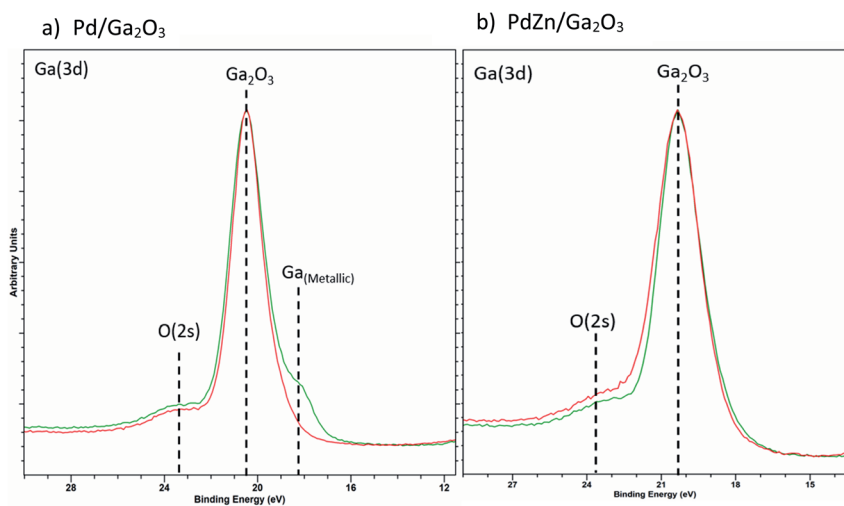 a) Pd/Ga₂O₃
Ga(3d)
Ga₂O₃
Ga(Metallic)
O(2s)
Arbitrary Units
28 24 20 16 12
Binding Energy (eV)
b) PdZn/Ga₂O₃
Ga(3d)
Ga₂O₃
O(2s)
27 24 21 18 15
Binding Energy (eV)